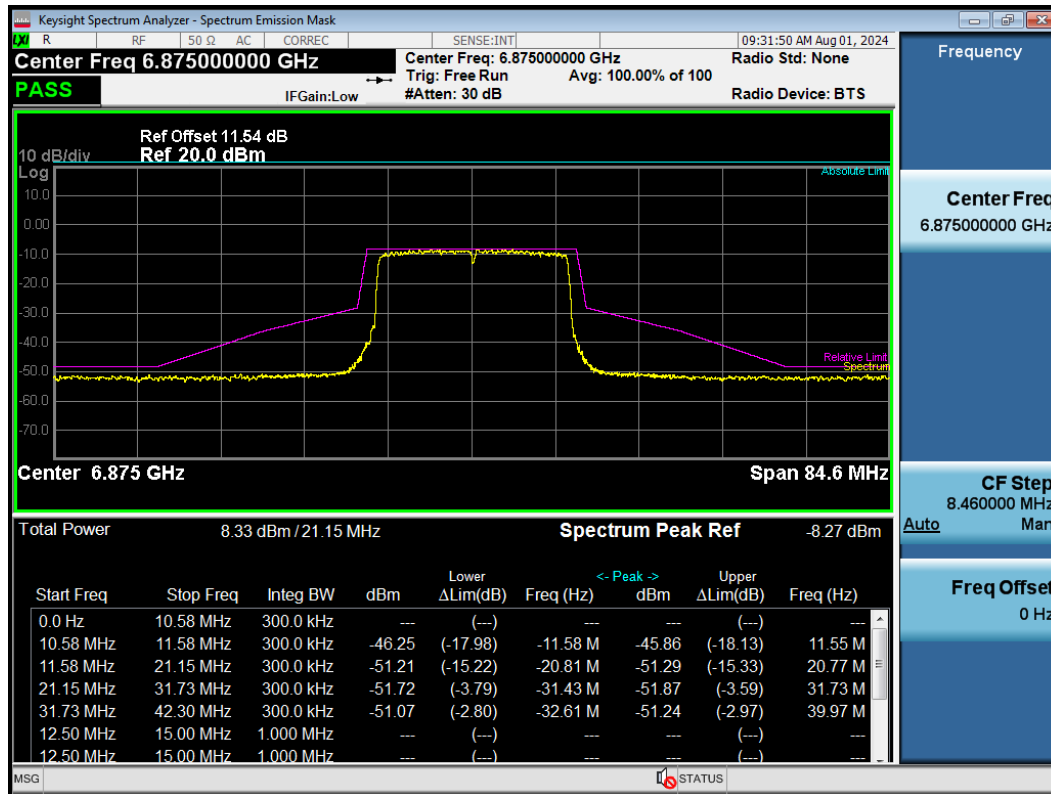 Keysight Spectrum Analyzer - Spectrum Emission Mask
LXI R RF 50 Ω AC CORREC SENSE:INT 09:31:50 AM Aug 01, 2024
Center Freq 6.875000000 GHz
Center Freq: 6.875000000 GHz Radio Std: None
Trig: Free Run Avg: 100.00% of 100
PASS IFGain:Low #Atten: 30 dB Radio Device: BTS
Ref Offset 11.54 dB
10 dB/div Ref 20.0 dBm
Log
Absolute Limit
10.0
0.00
-10.0
-20.0
-30.0
-40.0
Relative Limit
Spectrum
-50.0
-60.0
-70.0
Center 6.875 GHz Span 84.6 MHz
Total Power 8.33 dBm / 21.15 MHz Spectrum Peak Ref -8.27 dBm
Lower <- Peak -> Upper
Start Freq Stop Freq Integ BW dBm ΔLim(dB) Freq (Hz) dBm ΔLim(dB) Freq (Hz)
0.0 Hz 10.58 MHz 300.0 kHz --- (---) --- --- (---) ---
10.58 MHz 11.58 MHz 300.0 kHz -46.25 (-17.98) -11.58 M -45.86 (-18.13) 11.55 M
11.58 MHz 21.15 MHz 300.0 kHz -51.21 (-15.22) -20.81 M -51.29 (-15.33) 20.77 M
21.15 MHz 31.73 MHz 300.0 kHz -51.72 (-3.79) -31.43 M -51.87 (-3.59) 31.73 M
31.73 MHz 42.30 MHz 300.0 kHz -51.07 (-2.80) -32.61 M -51.24 (-2.97) 39.97 M
12.50 MHz 15.00 MHz 1.000 MHz --- (---) --- --- (---) ---
12.50 MHz 15.00 MHz 1.000 MHz --- (---) --- --- (---) ---
MSG STATUS
Frequency
Center Freq
6.875000000 GHz
CF Step
8.460000 MHz
Auto Man
Freq Offset
0 Hz